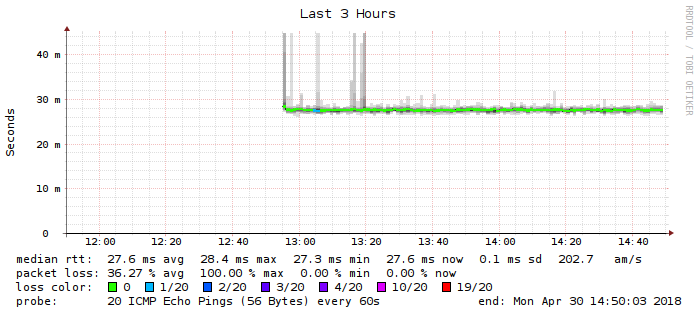 Last 3 Hours
RRDTOOL / TOBI OETIKER
Seconds
40 m
30 m
20 m
10 m
0
12:00 12:20 12:40 13:00 13:20 13:40 14:00 14:20 14:40
median rtt: 27.6 ms avg 28.4 ms max 27.3 ms min 27.6 ms now 0.1 ms sd 202.7 am/s
packet loss: 36.27 % avg 100.00 % max 0.00 % min 0.00 % now
loss color: 0 1/20 2/20 3/20 4/20 10/20 19/20
probe: 20 ICMP Echo Pings (56 Bytes) every 60s end: Mon Apr 30 14:50:03 2018